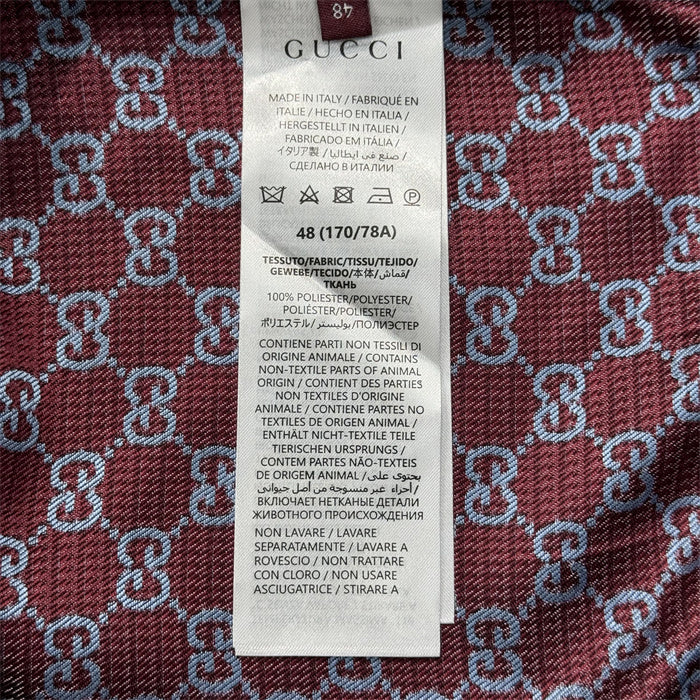 48
GUCCI
MADE IN ITALY / FABRIQUÉ EN
ITALIE / HECHO EN ITALIA /
HERGESTELLT IN ITALIEN /
FABRICADO EM ITÁLIA /
イタリア製 / صنع في ايطاليا /
СДЕЛАНО В ИТАЛИИ
P
48 (170/78A)
TESSUTO/FABRIC/TISSU/TEJIDO/
GEWEBE/TECIDO/本体/قماش/
ТКАНЬ
100% POLIESTER/POLYESTER/
POLIÉSTER/POLIÉSTER/
ポリエステル/بوليستر/ПОЛИЭСТЕР
CONTIENE PARTI NON TESSILI DI
ORIGINE ANIMALE / CONTAINS
NON-TEXTILE PARTS OF ANIMAL
ORIGIN / CONTIENT DES PARTIES
NON TEXTILES D'ORIGINE
ANIMALE / CONTIENE PARTES NO
TEXTILES DE ORIGEN ANIMAL /
ENTHÄLT NICHT-TEXTILE TEILE
TIERISCHEN URSPRUNGS /
CONTEM PARTES NÃO-TEXTEIS
DE ORIGEM ANIMAL / يحتوى على
أجزاء غير منسوجة من أصل حيواني /
ВКЛЮЧАЕТ НЕТКАНЫЕ ДЕТАЛИ
ЖИВОТНОГО ПРОИСХОЖДЕНИЯ
NON LAVARE / LAVARE
SEPARATAMENTE / LAVARE A
ROVESCIO / NON LAVARE
CON CLORO / NON USARE
ASCIUGATRICE / STIRARE A